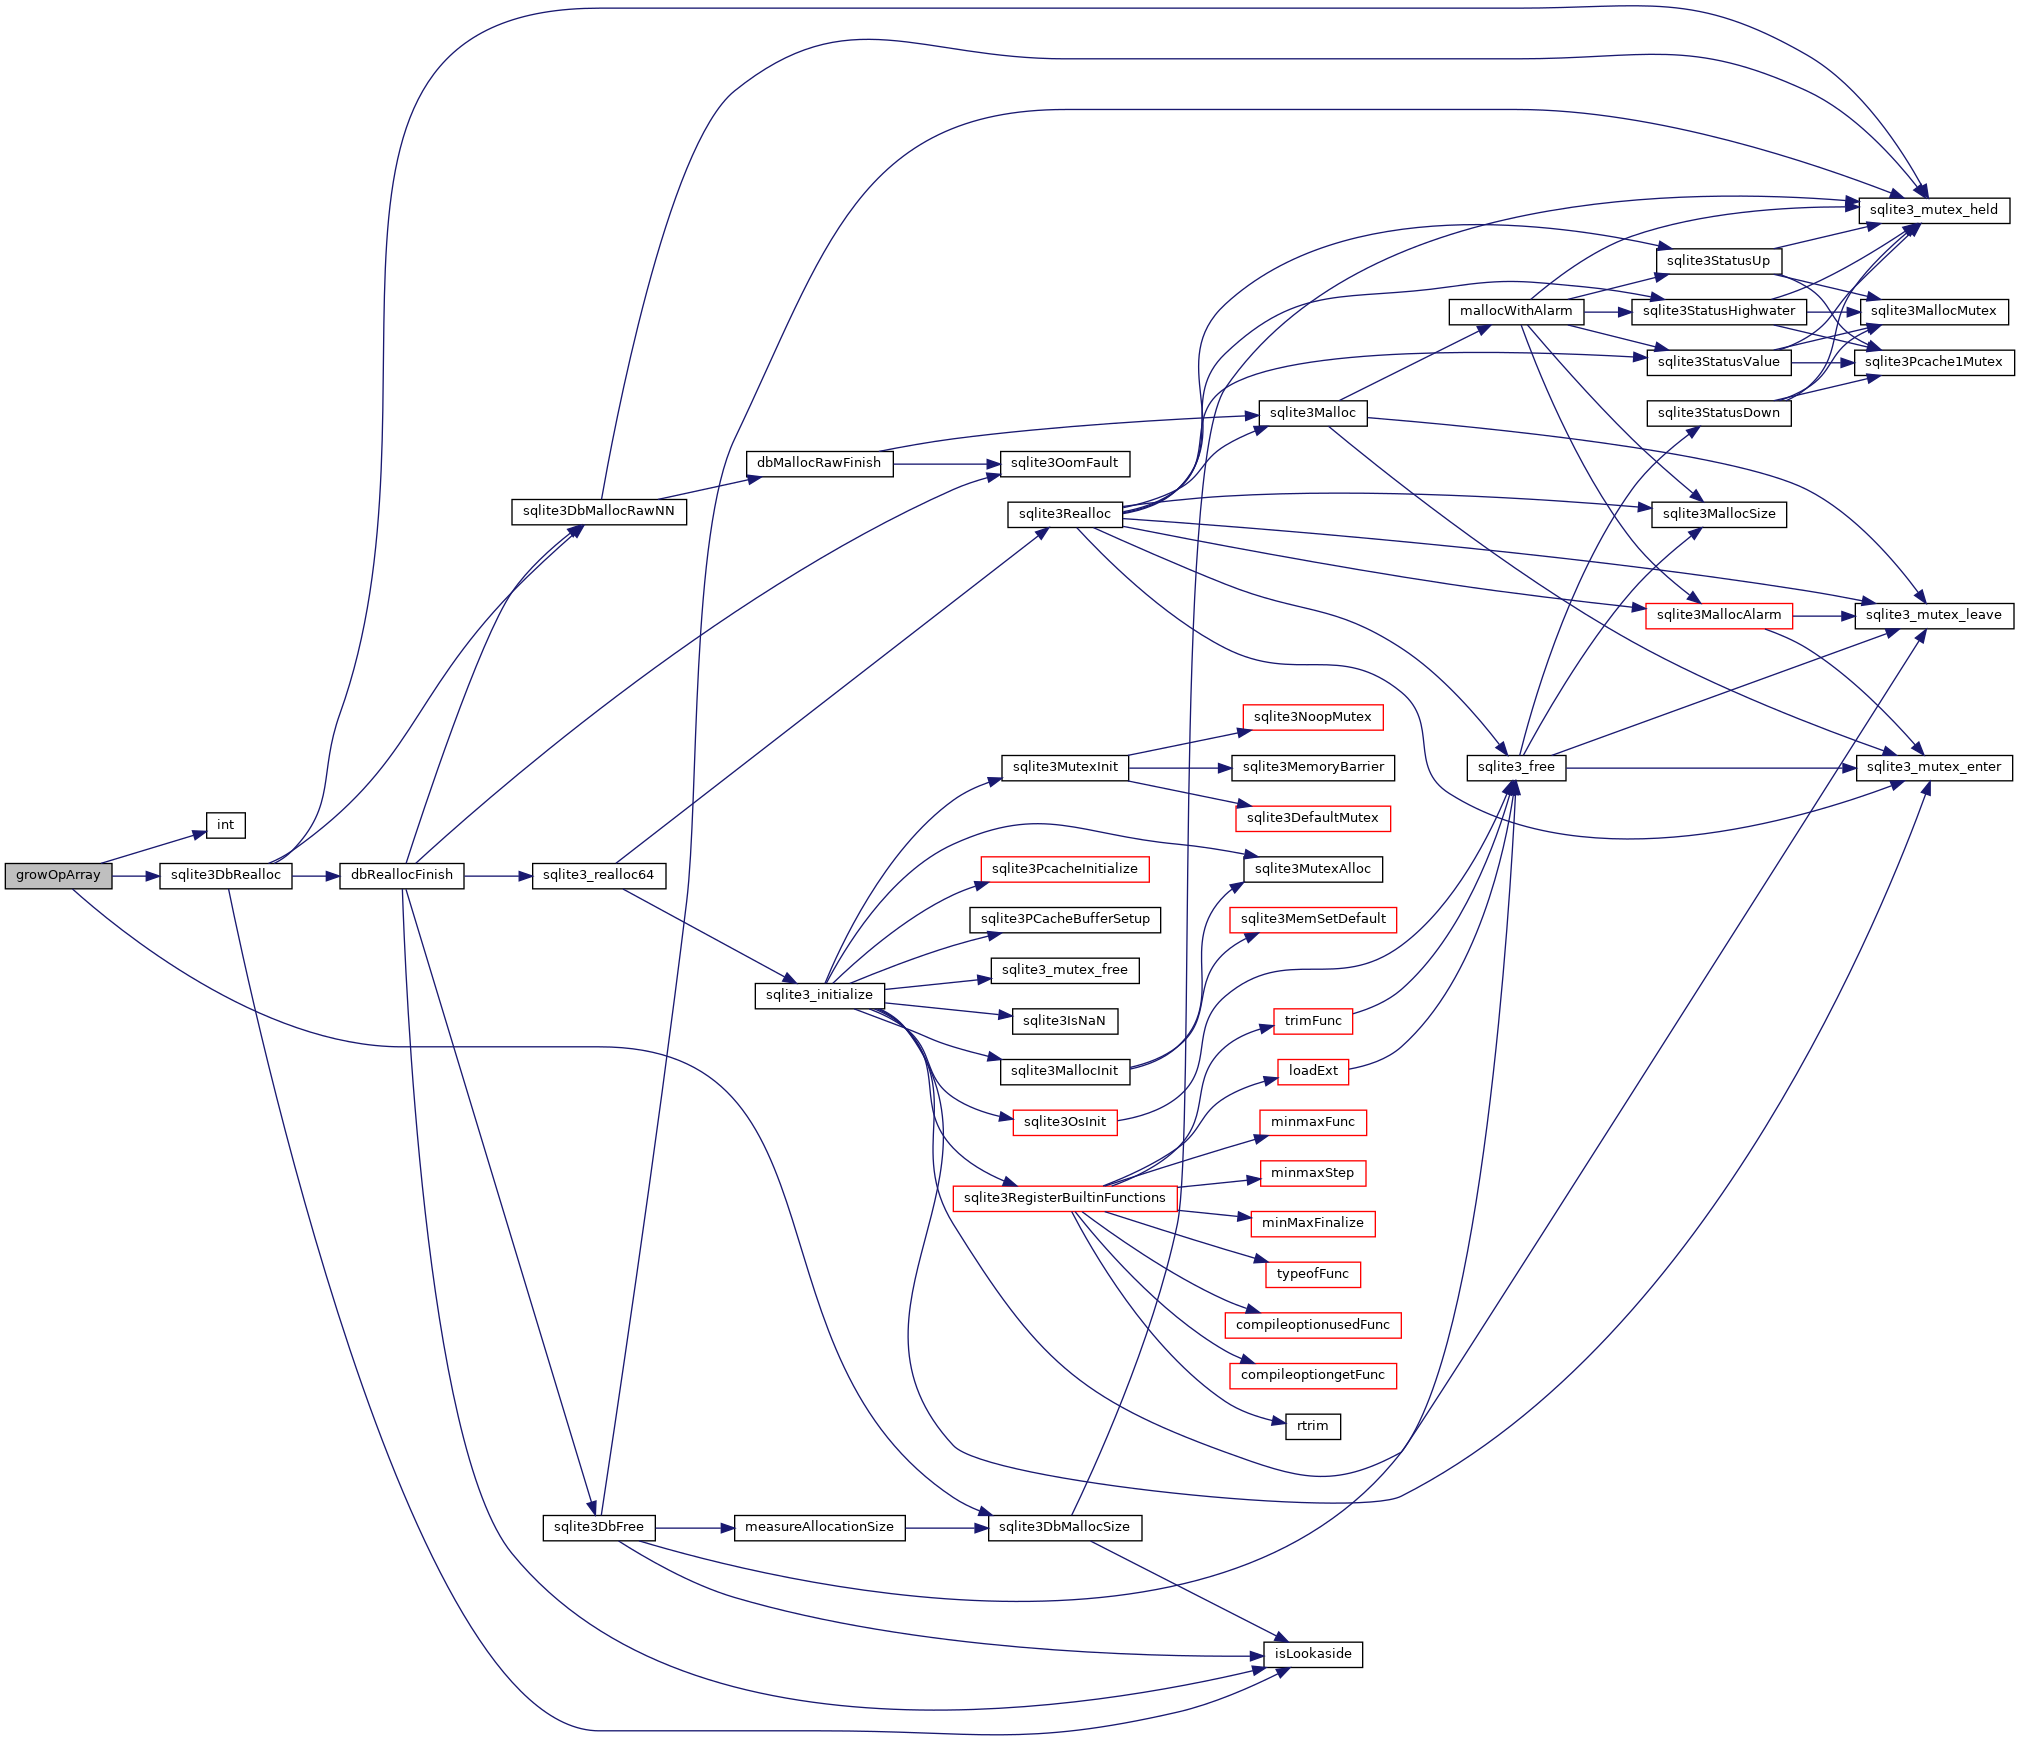 growOpArray
int
sqlite3DbRealloc
dbReallocFinish
sqlite3DbMallocRawNN
sqlite3_realloc64
sqlite3DbFree
dbMallocRawFinish
sqlite3_initialize
measureAllocationSize
sqlite3OomFault
sqlite3Realloc
sqlite3MutexInit
sqlite3PcacheInitialize
sqlite3PCacheBufferSetup
sqlite3_mutex_free
sqlite3IsNaN
sqlite3MallocInit
sqlite3OsInit
sqlite3RegisterBuiltinFunctions
sqlite3DbMallocSize
sqlite3Malloc
sqlite3NoopMutex
sqlite3MemoryBarrier
sqlite3DefaultMutex
sqlite3MutexAlloc
sqlite3MemSetDefault
trimFunc
loadExt
minmaxFunc
minmaxStep
minMaxFinalize
typeofFunc
compileoptionusedFunc
compileoptiongetFunc
rtrim
isLookaside
mallocWithAlarm
sqlite3_free
sqlite3StatusUp
sqlite3StatusHighwater
sqlite3StatusValue
sqlite3StatusDown
sqlite3MallocSize
sqlite3MallocAlarm
sqlite3_mutex_held
sqlite3MallocMutex
sqlite3Pcache1Mutex
sqlite3_mutex_leave
sqlite3_mutex_enter